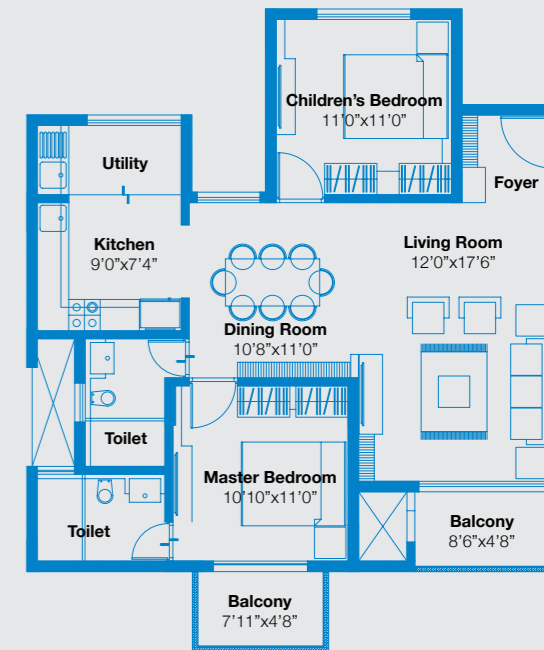 Children's Bedroom
11'0"x11'0"
Utility
Foyer
Kitchen
9'0"x7'4"
Living Room
12'0"x17'6"
Dining Room
10'8"x11'0"
Toilet
Master Bedroom
10'10"x11'0"
Toilet
Balcony
8'6"x4'8"
Balcony
7'11"x4'8"